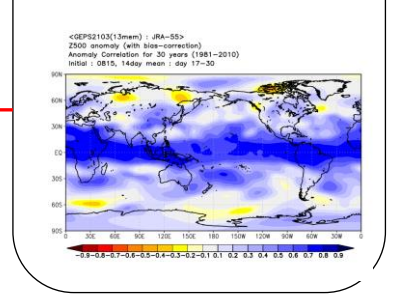 <GEPS2103(13mem) : JRA-55>
Z500 anomaly (with bias-correction)
Anomaly Correlation for 30 years (1981-2010)
Initial : 0815, 14day mean : day 17-30
90N
60N
30N
EQ
30S
60S
90S
0 30E 60E 90E 120E 150E 180 150W 120W 90W 60W 30W 0
-0.9-0.8-0.7-0.6-0.5-0.4-0.3-0.2-0.1 0.1 0.2 0.3 0.4 0.5 0.6 0.7 0.8 0.9